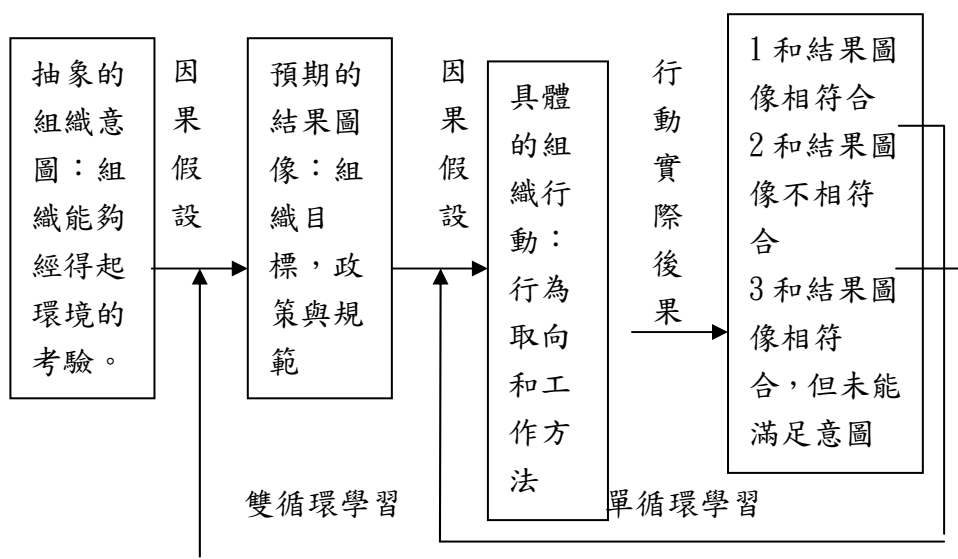 抽象的
組織意
圖：組
織能夠
經得起
環境的
考驗。
因果假設
預期的
結果圖
像：組
織目
標，政
策與規
範
因果假設
具體
的組
織行
動：
行為
取向
和工
作方
法
行動實際後果
1 和結果圖
像相符合
2 和結果圖
像不相符
合
3 和結果圖
像相符
合，但未能
滿足意圖
雙循環學習
單循環學習